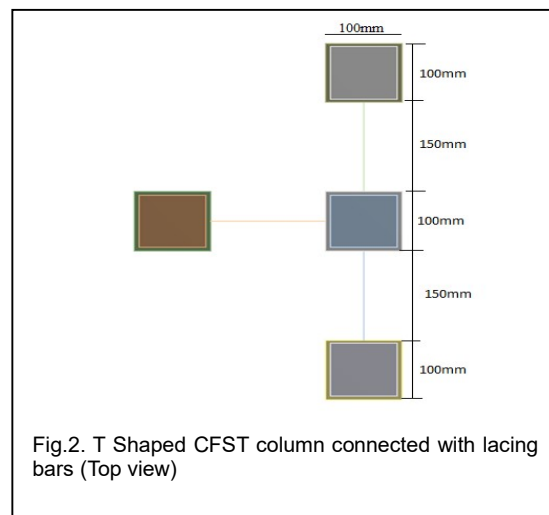 100mm
100mm
150mm
100mm
150mm
100mm
Fig.2. T Shaped CFST column connected with lacing
bars (Top view)